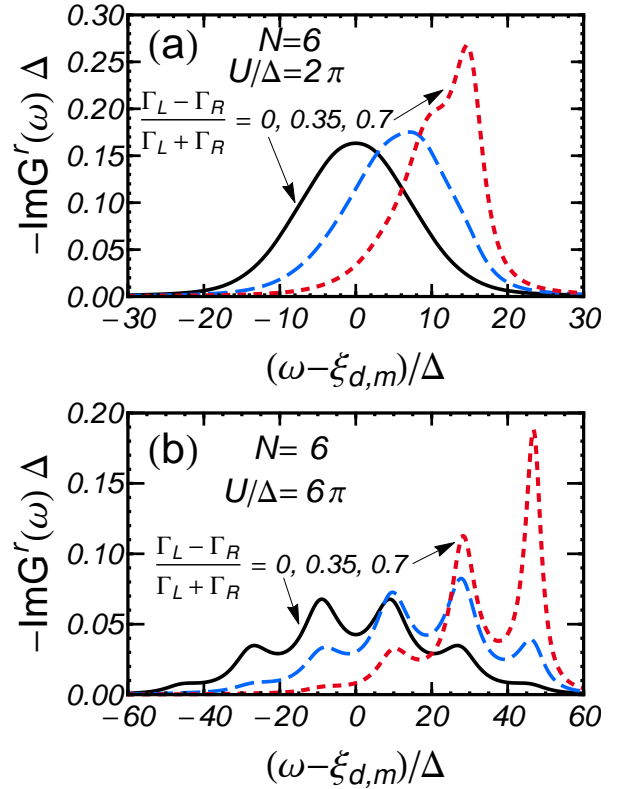 0.30
(a)
N=6
U/Δ=2π
0.25
Γ_L − Γ_R
Γ_L + Γ_R
= 0, 0.35, 0.7
0.20
0.15
0.10
0.05
0.00
−ImG^r(ω) Δ
−30 −20 −10 0 10 20 30
(ω−ξ_{d,m})/Δ
0.20
(b)
N= 6
U/Δ= 6π
0.15
Γ_L − Γ_R
Γ_L + Γ_R
= 0, 0.35, 0.7
0.10
0.05
0.00
−ImG^r(ω) Δ
−60 −40 −20 0 20 40 60
(ω−ξ_{d,m})/Δ